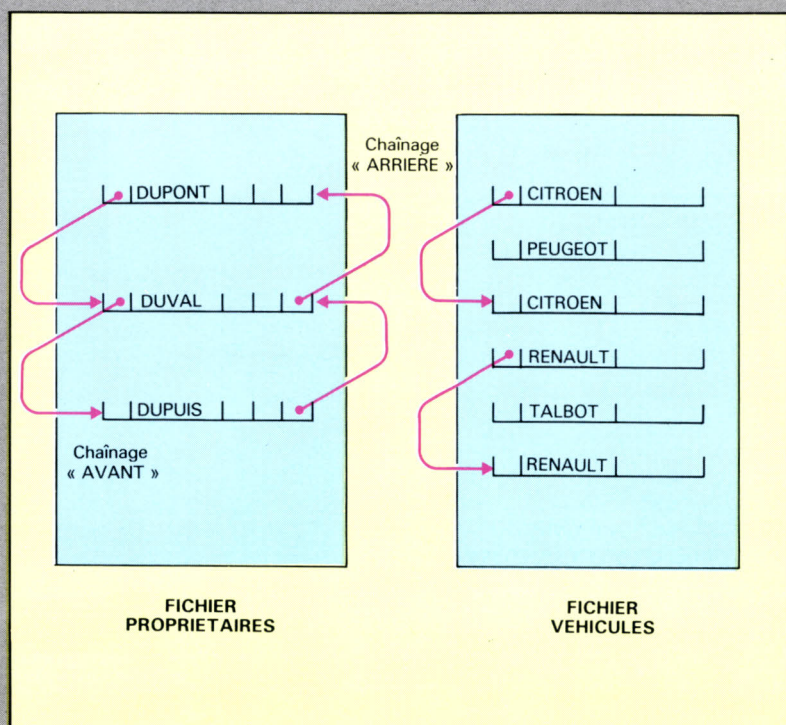 Chaînage
« ARRIERE »
DUPONT
DUVAL
DUPUIS
Chaînage
« AVANT »
FICHIER
PROPRIETAIRES
CITROEN
PEUGEOT
CITROEN
RENAULT
TALBOT
RENAULT
FICHIER
VEHICULES